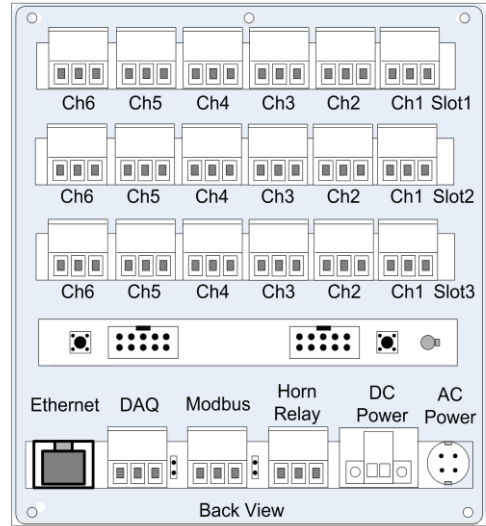 Ch6 Ch5 Ch4 Ch3 Ch2 Ch1 Slot1
Ch6 Ch5 Ch4 Ch3 Ch2 Ch1 Slot2
Ch6 Ch5 Ch4 Ch3 Ch2 Ch1 Slot3
Ethernet DAQ Modbus Horn Relay DC Power AC Power
Back View